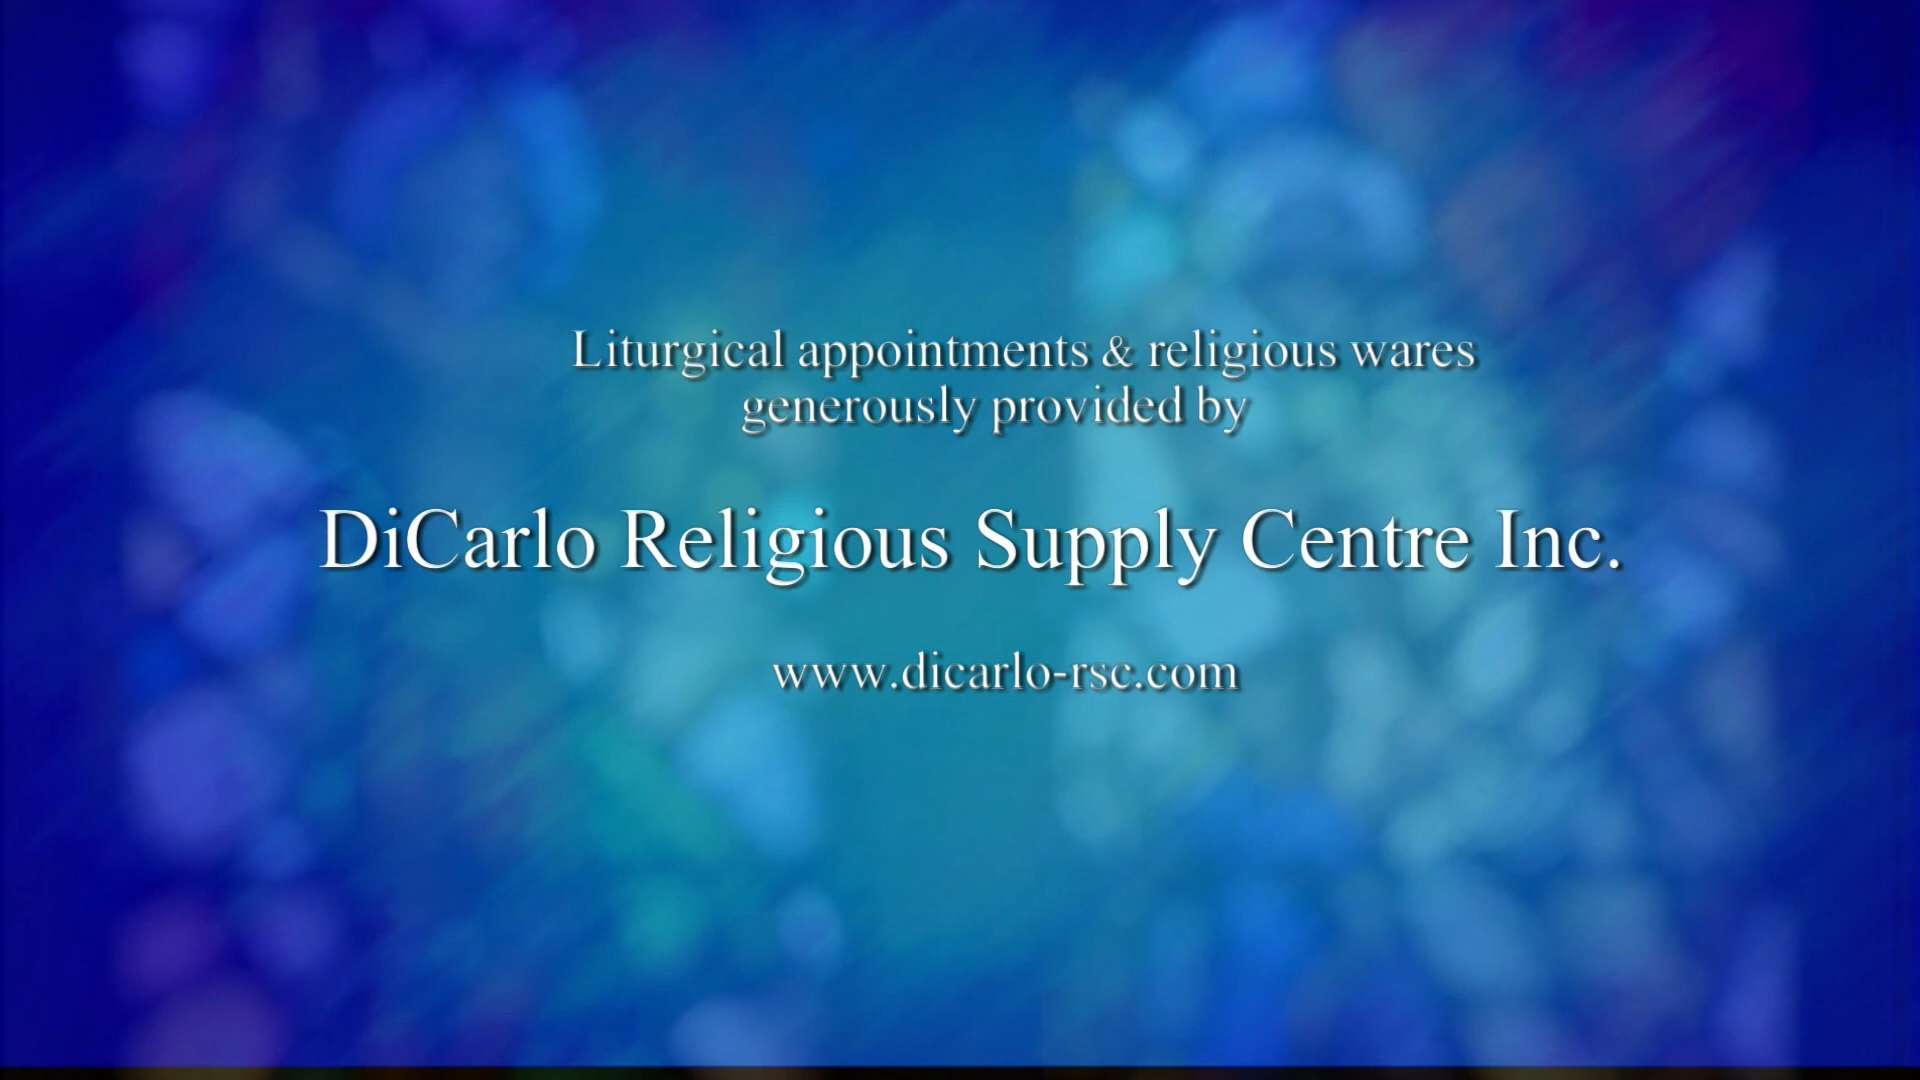 Liturgical appointments & religious wares
generously provided by
DiCarlo Religious Supply Centre Inc.
www.dicarlo-rsc.com